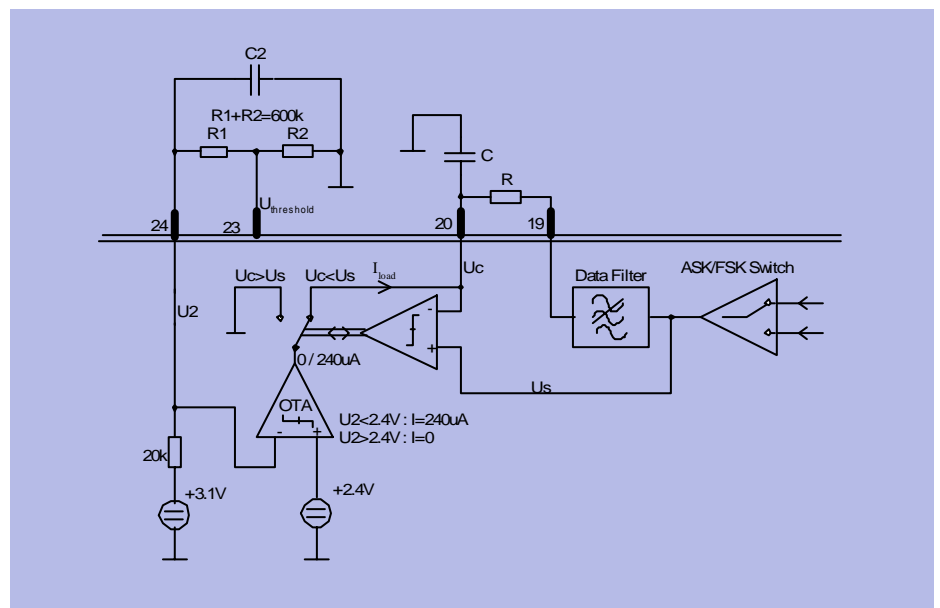 C2
R1+R2=600k
R1
R2
C
R
U threshold
24
23
20
19
Uc>Us
Uc<Us
I load
Uc
Data Filter
ASK/FSK Switch
U2
-
+
0 / 240uA
Us
OTA
U2<2.4V : I=240uA
U2>2.4V : I=0
-
+
20k
+3.1V
+2.4V